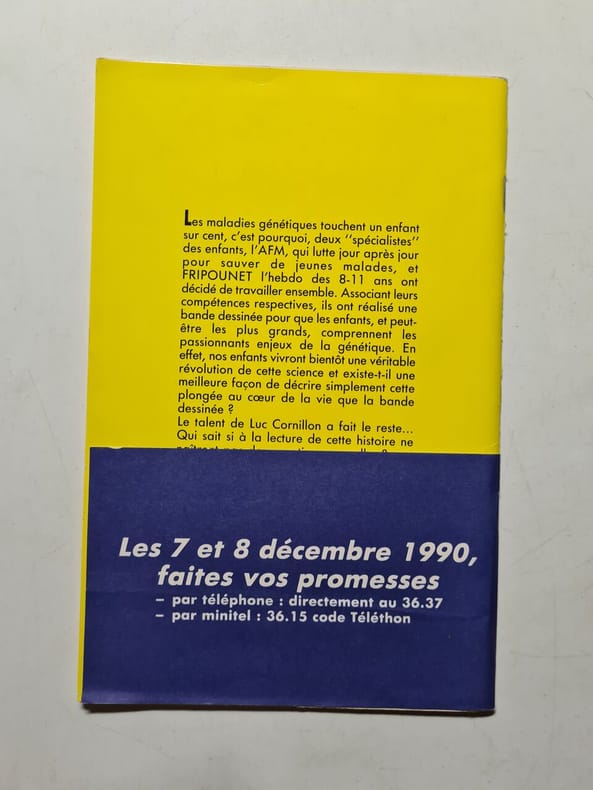 Les maladies génétiques touchent un enfant
sur cent, c'est pourquoi, deux ''spécialistes''
des enfants, l'AFM, qui lutte jour après jour
pour sauver de jeunes malades, et
FRIPOUNET l'hebdo des 8-11 ans ont
décidé de travailler ensemble. Associant leurs
compétences respectives, ils ont réalisé une
bande dessinée pour que les enfants, et peut-
être les plus grands, comprennent les
passionnants enjeux de la génétique. En
effet, nos enfants vivront bientôt une véritable
révolution de cette science et existe-t-il une
meilleure façon de décrire simplement cette
plongée au cœur de la vie que la bande
dessinée ?
Le talent de Luc Cornillon a fait le reste...
Qui sait si à la lecture de cette histoire ne
Les 7 et 8 décembre 1990,
faites vos promesses
– par téléphone : directement au 36.37
– par minitel : 36.15 code Téléthon